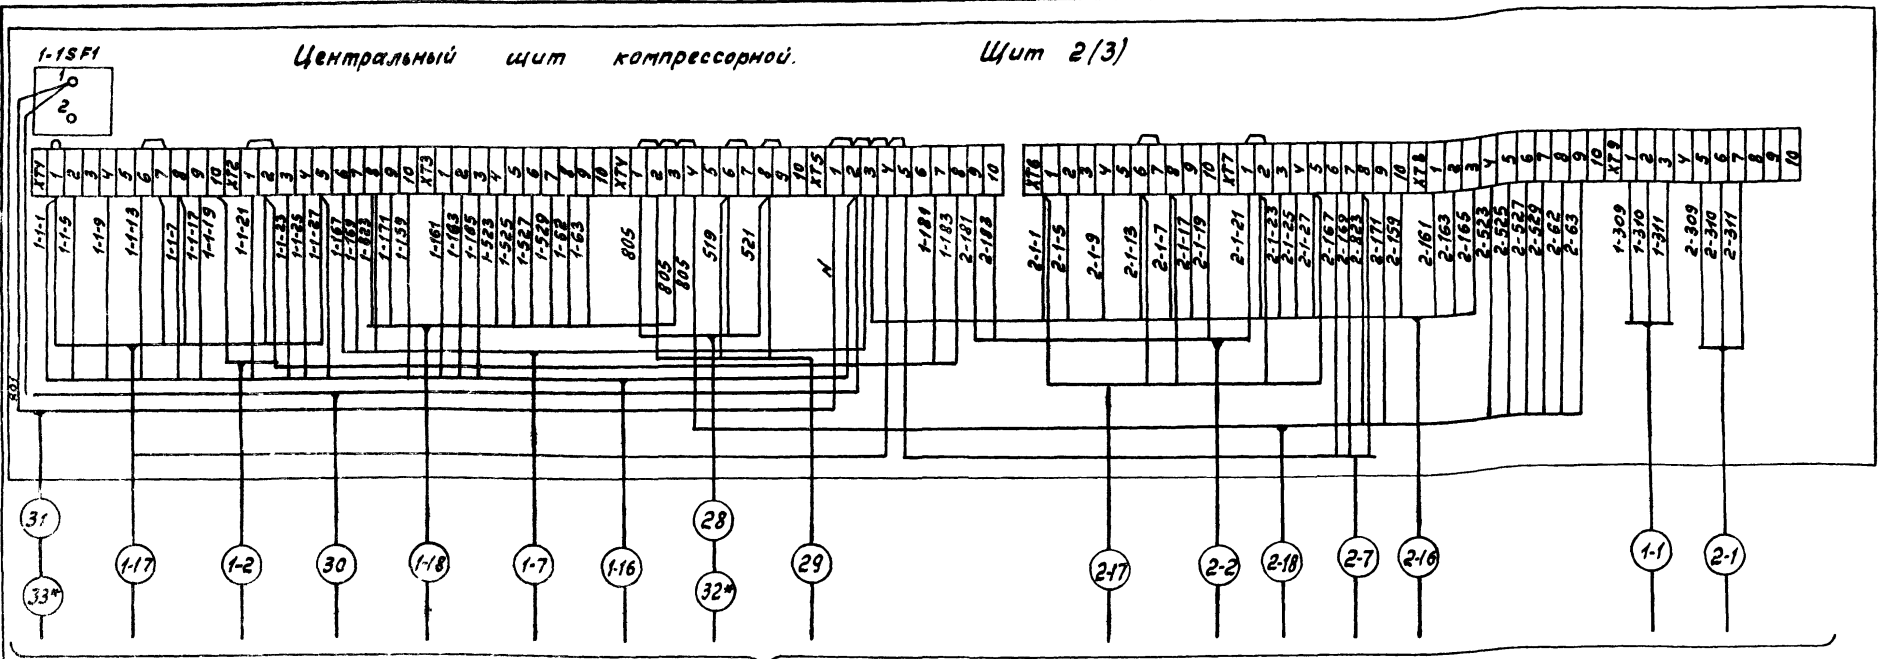 1-1SF1
Центральный щит компрессорной.
Щит 2(3)
1
2
XT1 1 2 3 4 5 6 7 8 9 10 XT2 1 2 3 4 5 6 7 8 9 10 XT3 1 2 3 4 5 6 7 8 9 10 XT4 1 2 3 4 5 6 7 8 9 10 XT5 1 2 3 4 5 6 7 8 9 10
XT6 1 2 3 4 5 6 7 8 9 10 XT7 1 2 3 4 5 6 7 8 9 10 XT8 1 2 3 4 5 6 7 8 9 10 XT9 1 2 3 4 5 6 7 8 9 10
1-1-1 1-1-5 1-1-9 1-1-13 1-1-7 1-1-17 1-1-19 1-1-21 1-1-23 1-1-25 1-1-27 1-167 1-169 1-823 1-171 1-159 1-161 1-163 1-165 1-523 1-525 1-527 1-529 1-62 1-63 805 805 805 519 521 N 1-181 1-183 2-181 2-183
2-1-1 2-1-5 2-1-9 2-1-13 2-1-7 2-1-17 2-1-19 2-1-21 2-1-23 2-1-25 2-1-27 2-167 2-169 2-823 2-171 2-159 2-161 2-163 2-165 2-523 2-525 2-527 2-529 2-62 2-63 1-309 1-310 1-311 2-309 2-310 2-311
801
31 28
1-17 1-2 30 1-18 1-7 1-16 29 2-17 2-2 2-18 2-7 2-16 1-1 2-1
33* 32*